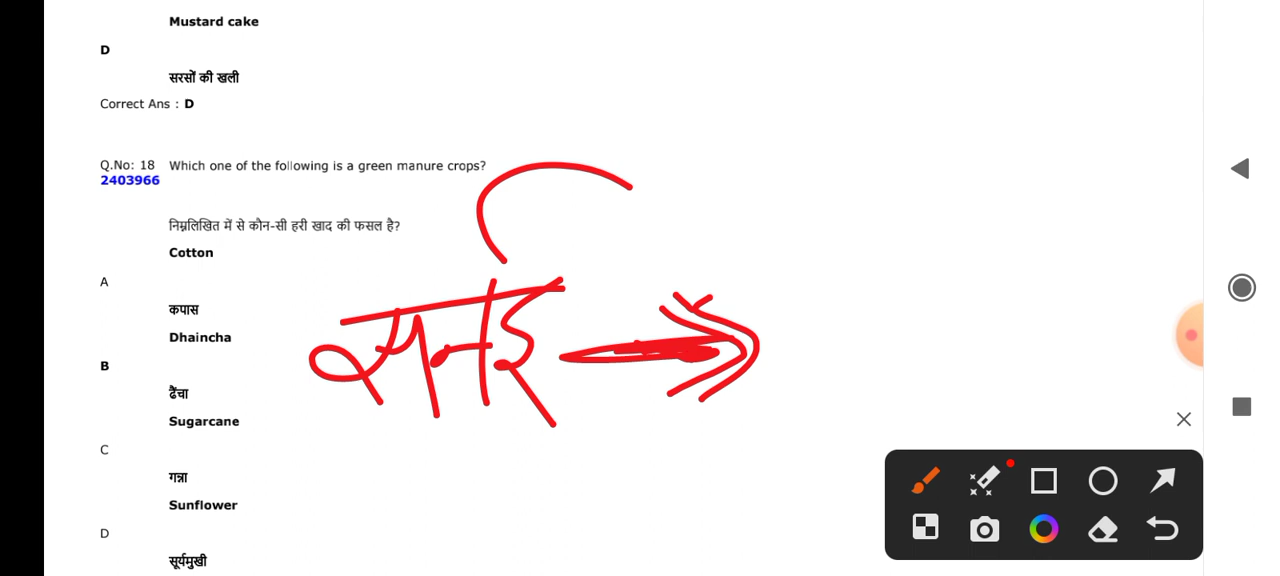 Mustard cake
D
सरसों की खली
Correct Ans : D
Q.No: 18 Which one of the following is a green manure crops?
2403966
निम्नलिखित में से कौन-सी हरी खाद की फसल है?
Cotton
A
कपास
Dhaincha
B
ढैंचा
सनई
Sugarcane
C
गन्ना
Sunflower
D
सूर्यमुखी